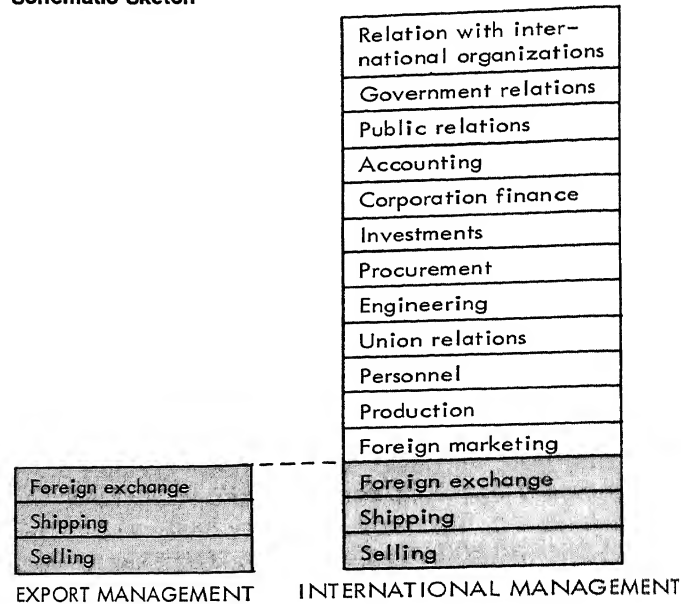 Schematic Sketch
Relation with inter-
national organizations
Government relations
Public relations
Accounting
Corporation finance
Investments
Procurement
Engineering
Union relations
Personnel
Production
Foreign marketing
Foreign exchange
Shipping
Selling
Foreign exchange
Shipping
Selling
EXPORT MANAGEMENT
INTERNATIONAL MANAGEMENT